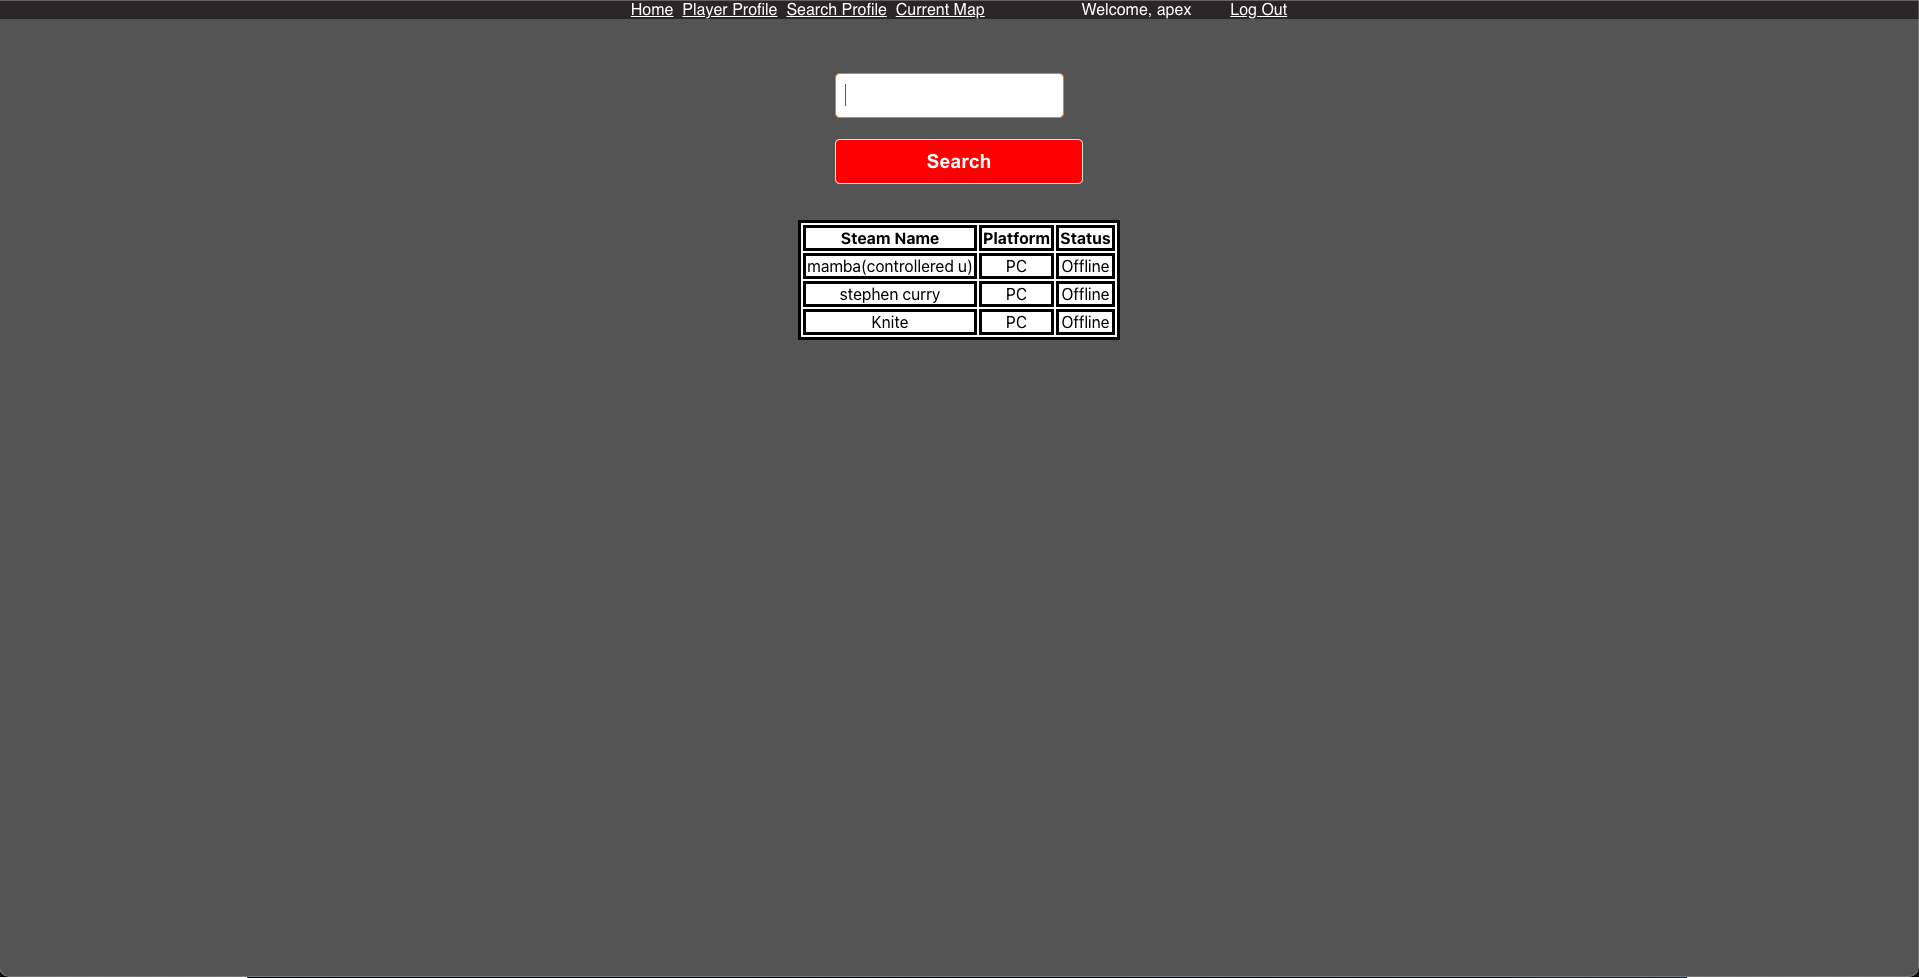 Home Player Profile Search Profile Current Map Welcome, apex Log Out
Search
Steam Name Platform Status
mamba(controllered u) PC Offline
stephen curry PC Offline
Knite PC Offline